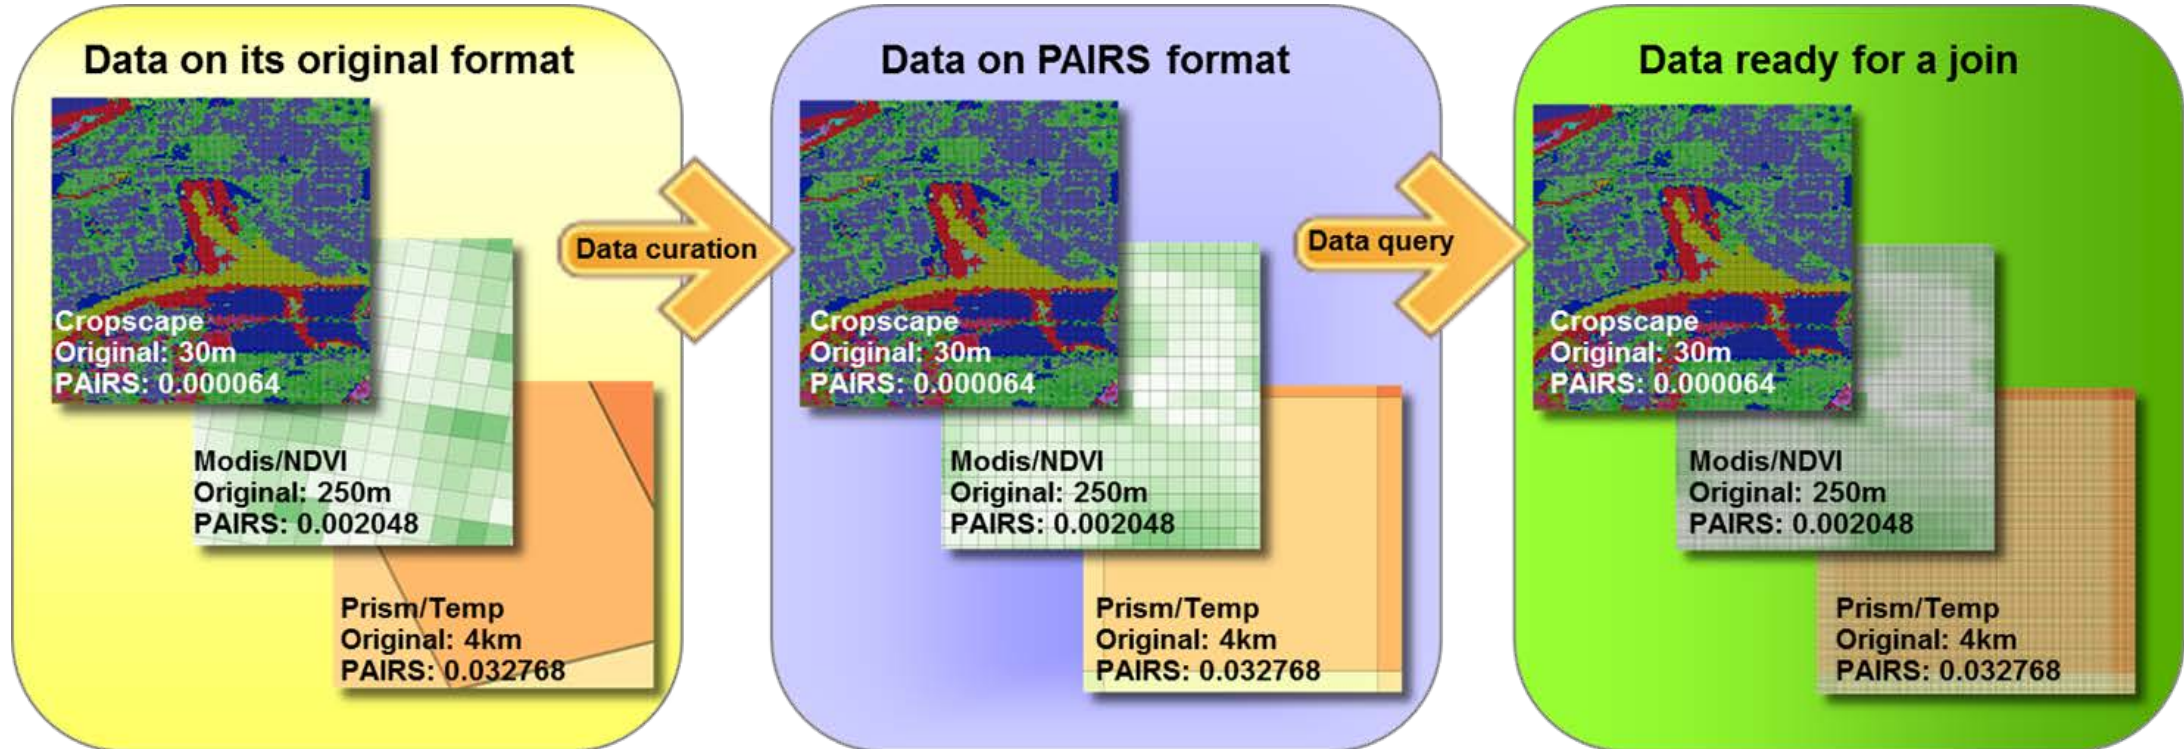 Data on its original format
Cropscape
Original: 30m
PAIRS: 0.000064
Modis/NDVI
Original: 250m
PAIRS: 0.002048
Prism/Temp
Original: 4km
PAIRS: 0.032768
Data curation
Data on PAIRS format
Cropscape
Original: 30m
PAIRS: 0.000064
Modis/NDVI
Original: 250m
PAIRS: 0.002048
Prism/Temp
Original: 4km
PAIRS: 0.032768
Data query
Data ready for a join
Cropscape
Original: 30m
PAIRS: 0.000064
Modis/NDVI
Original: 250m
PAIRS: 0.002048
Prism/Temp
Original: 4km
PAIRS: 0.032768